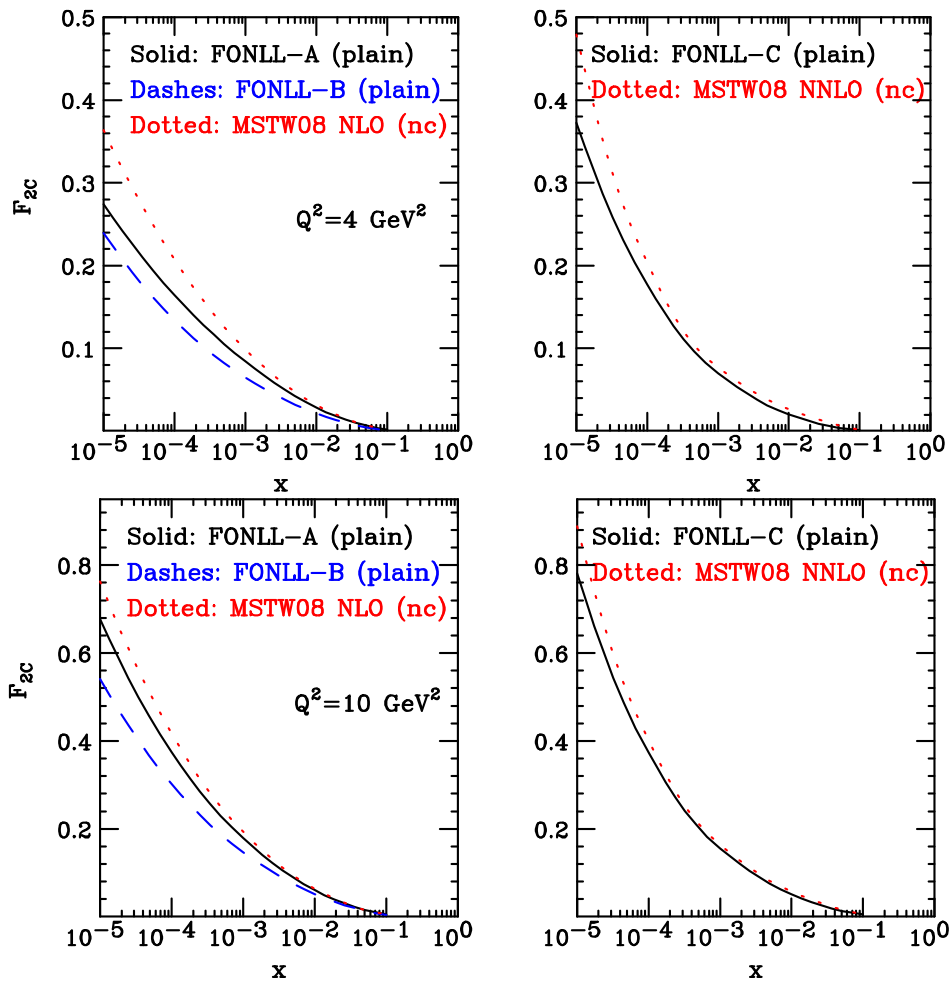 Solid: FONLL-A (plain)
Dashes: FONLL-B (plain)
Dotted: MSTW08 NLO (nc)
Q²=4 GeV²
F₂C
0.5
0.4
0.3
0.2
0.1
10⁻⁵ 10⁻⁴ 10⁻³ 10⁻² 10⁻¹ 10⁰
x
Solid: FONLL-C (plain)
Dotted: MSTW08 NNLO (nc)
0.5
0.4
0.3
0.2
0.1
10⁻⁵ 10⁻⁴ 10⁻³ 10⁻² 10⁻¹ 10⁰
x
Solid: FONLL-A (plain)
Dashes: FONLL-B (plain)
Dotted: MSTW08 NLO (nc)
Q²=10 GeV²
F₂C
0.8
0.6
0.4
0.2
10⁻⁵ 10⁻⁴ 10⁻³ 10⁻² 10⁻¹ 10⁰
x
Solid: FONLL-C (plain)
Dotted: MSTW08 NNLO (nc)
0.8
0.6
0.4
0.2
10⁻⁵ 10⁻⁴ 10⁻³ 10⁻² 10⁻¹ 10⁰
x